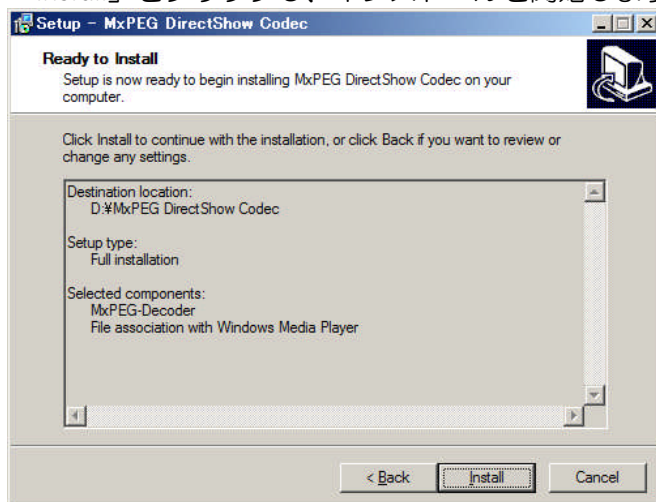 Setup - MxPEG DirectShow Codec
Ready to Install
Setup is now ready to begin installing MxPEG DirectShow Codec on your
computer.
Click Install to continue with the installation, or click Back if you want to review or
change any settings.
Destination location:
D:¥MxPEG DirectShow Codec
Setup type:
Full installation
Selected components:
MxPEG-Decoder
File association with Windows Media Player
< Back
Install
Cancel